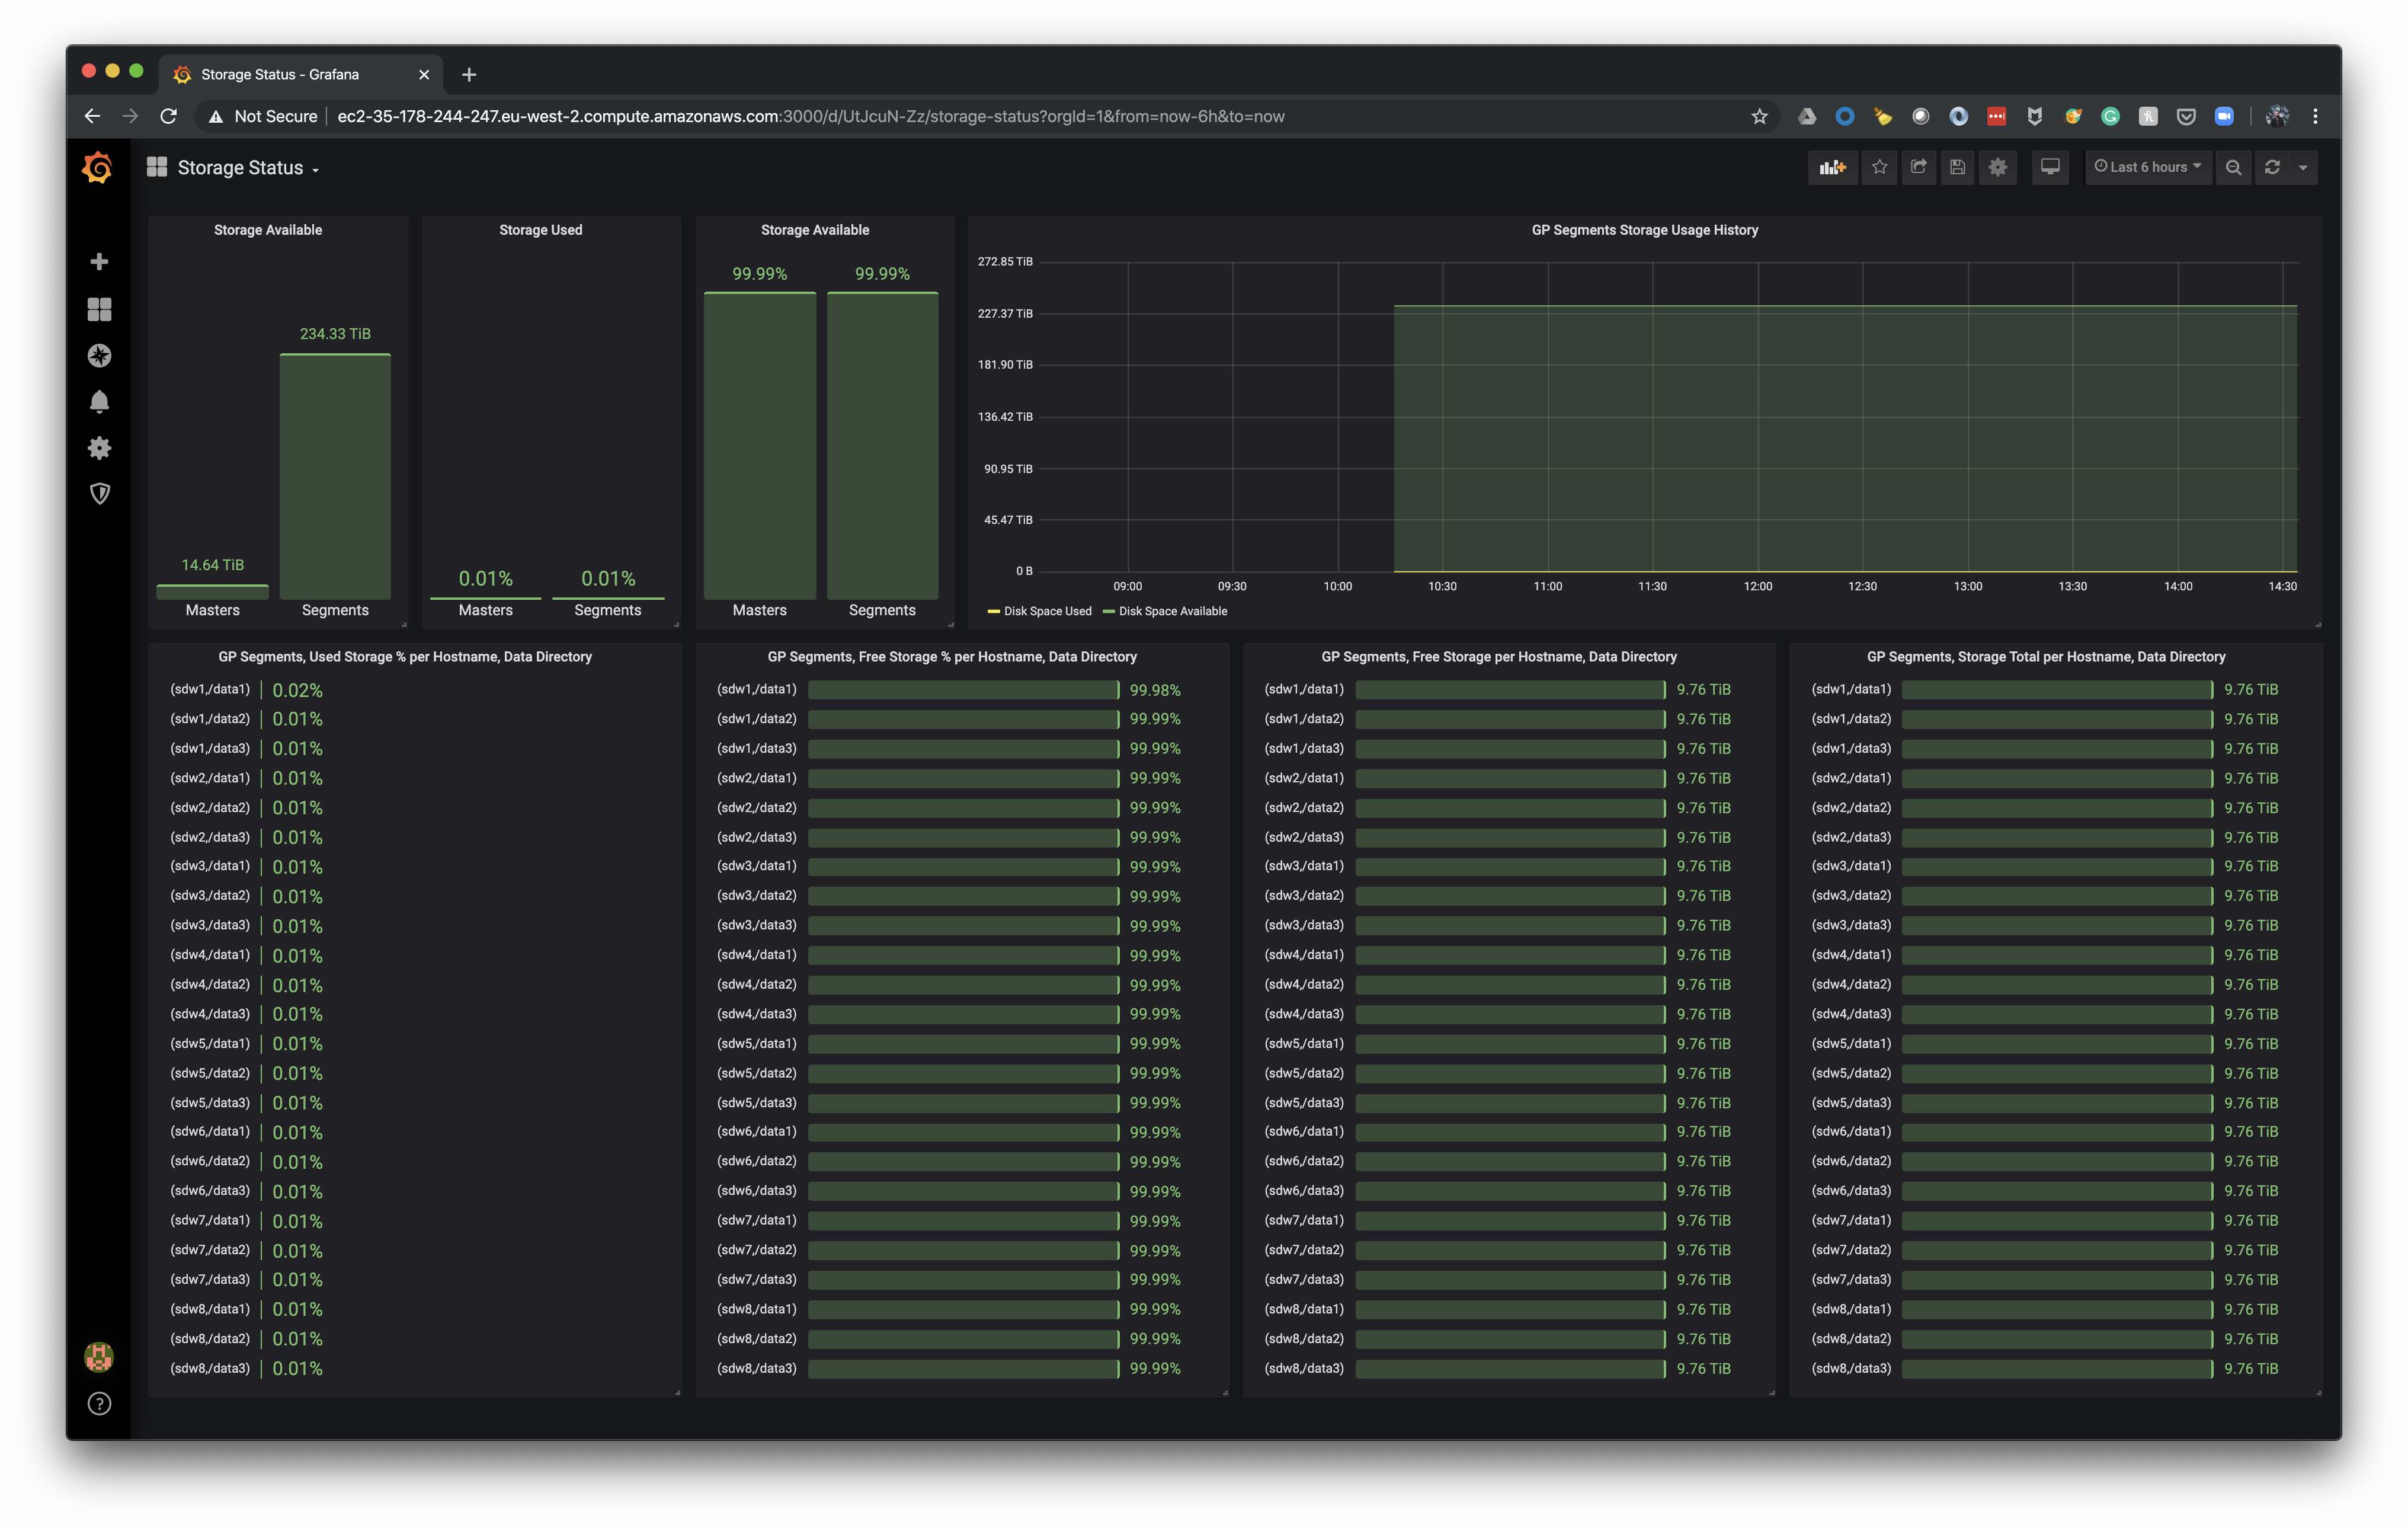 Storage Status - Grafana
Not Secure ec2-35-178-244-247.eu-west-2.compute.amazonaws.com:3000/d/UtJcuN-Zz/storage-status?orgId=1&from=now-6h&to=now
Storage Status
Last 6 hours
Storage Available
234.33 TiB
14.64 TiB
Masters Segments
Storage Used
0.01% 0.01%
Masters Segments
Storage Available
99.99% 99.99%
Masters Segments
GP Segments Storage Usage History
272.85 TiB
227.37 TiB
181.90 TiB
136.42 TiB
90.95 TiB
45.47 TiB
0 B
09:00 09:30 10:00 10:30 11:00 11:30 12:00 12:30 13:00 13:30 14:00 14:30
Disk Space Used Disk Space Available
GP Segments, Used Storage % per Hostname, Data Directory
(sdw1,/data1) 0.02%
(sdw1,/data2) 0.01%
(sdw1,/data3) 0.01%
(sdw2,/data1) 0.01%
(sdw2,/data2) 0.01%
(sdw2,/data3) 0.01%
(sdw3,/data1) 0.01%
(sdw3,/data2) 0.01%
(sdw3,/data3) 0.01%
(sdw4,/data1) 0.01%
(sdw4,/data2) 0.01%
(sdw4,/data3) 0.01%
(sdw5,/data1) 0.01%
(sdw5,/data2) 0.01%
(sdw5,/data3) 0.01%
(sdw6,/data1) 0.01%
(sdw6,/data2) 0.01%
(sdw6,/data3) 0.01%
(sdw7,/data1) 0.01%
(sdw7,/data2) 0.01%
(sdw7,/data3) 0.01%
(sdw8,/data1) 0.01%
(sdw8,/data2) 0.01%
(sdw8,/data3) 0.01%
GP Segments, Free Storage % per Hostname, Data Directory
(sdw1,/data1) 99.98%
(sdw1,/data2) 99.99%
(sdw1,/data3) 99.99%
(sdw2,/data1) 99.99%
(sdw2,/data2) 99.99%
(sdw2,/data3) 99.99%
(sdw3,/data1) 99.99%
(sdw3,/data2) 99.99%
(sdw3,/data3) 99.99%
(sdw4,/data1) 99.99%
(sdw4,/data2) 99.99%
(sdw4,/data3) 99.99%
(sdw5,/data1) 99.99%
(sdw5,/data2) 99.99%
(sdw5,/data3) 99.99%
(sdw6,/data1) 99.99%
(sdw6,/data2) 99.99%
(sdw6,/data3) 99.99%
(sdw7,/data1) 99.99%
(sdw7,/data2) 99.99%
(sdw7,/data3) 99.99%
(sdw8,/data1) 99.99%
(sdw8,/data2) 99.99%
(sdw8,/data3) 99.99%
GP Segments, Free Storage per Hostname, Data Directory
(sdw1,/data1) 9.76 TiB
(sdw1,/data2) 9.76 TiB
(sdw1,/data3) 9.76 TiB
(sdw2,/data1) 9.76 TiB
(sdw2,/data2) 9.76 TiB
(sdw2,/data3) 9.76 TiB
(sdw3,/data1) 9.76 TiB
(sdw3,/data2) 9.76 TiB
(sdw3,/data3) 9.76 TiB
(sdw4,/data1) 9.76 TiB
(sdw4,/data2) 9.76 TiB
(sdw4,/data3) 9.76 TiB
(sdw5,/data1) 9.76 TiB
(sdw5,/data2) 9.76 TiB
(sdw5,/data3) 9.76 TiB
(sdw6,/data1) 9.76 TiB
(sdw6,/data2) 9.76 TiB
(sdw6,/data3) 9.76 TiB
(sdw7,/data1) 9.76 TiB
(sdw7,/data2) 9.76 TiB
(sdw7,/data3) 9.76 TiB
(sdw8,/data1) 9.76 TiB
(sdw8,/data2) 9.76 TiB
(sdw8,/data3) 9.76 TiB
GP Segments, Storage Total per Hostname, Data Directory
(sdw1,/data1) 9.76 TiB
(sdw1,/data2) 9.76 TiB
(sdw1,/data3) 9.76 TiB
(sdw2,/data1) 9.76 TiB
(sdw2,/data2) 9.76 TiB
(sdw2,/data3) 9.76 TiB
(sdw3,/data1) 9.76 TiB
(sdw3,/data2) 9.76 TiB
(sdw3,/data3) 9.76 TiB
(sdw4,/data1) 9.76 TiB
(sdw4,/data2) 9.76 TiB
(sdw4,/data3) 9.76 TiB
(sdw5,/data1) 9.76 TiB
(sdw5,/data2) 9.76 TiB
(sdw5,/data3) 9.76 TiB
(sdw6,/data1) 9.76 TiB
(sdw6,/data2) 9.76 TiB
(sdw6,/data3) 9.76 TiB
(sdw7,/data1) 9.76 TiB
(sdw7,/data2) 9.76 TiB
(sdw7,/data3) 9.76 TiB
(sdw8,/data1) 9.76 TiB
(sdw8,/data2) 9.76 TiB
(sdw8,/data3) 9.76 TiB